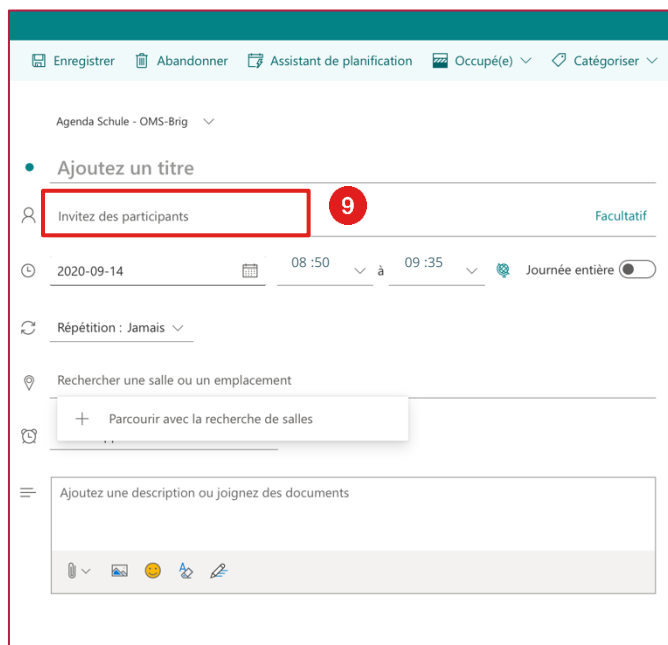 Enregistrer Abandonner Assistant de planification Occupé(e) Catégoriser
Agenda Schule - OMS-Brig
Ajoutez un titre
Invitez des participants 9 Facultatif
2020-09-14 08 :50 à 09 :35 Journée entière
Répétition : Jamais
Rechercher une salle ou un emplacement
Parcourir avec la recherche de salles
Ajoutez une description ou joignez des documents